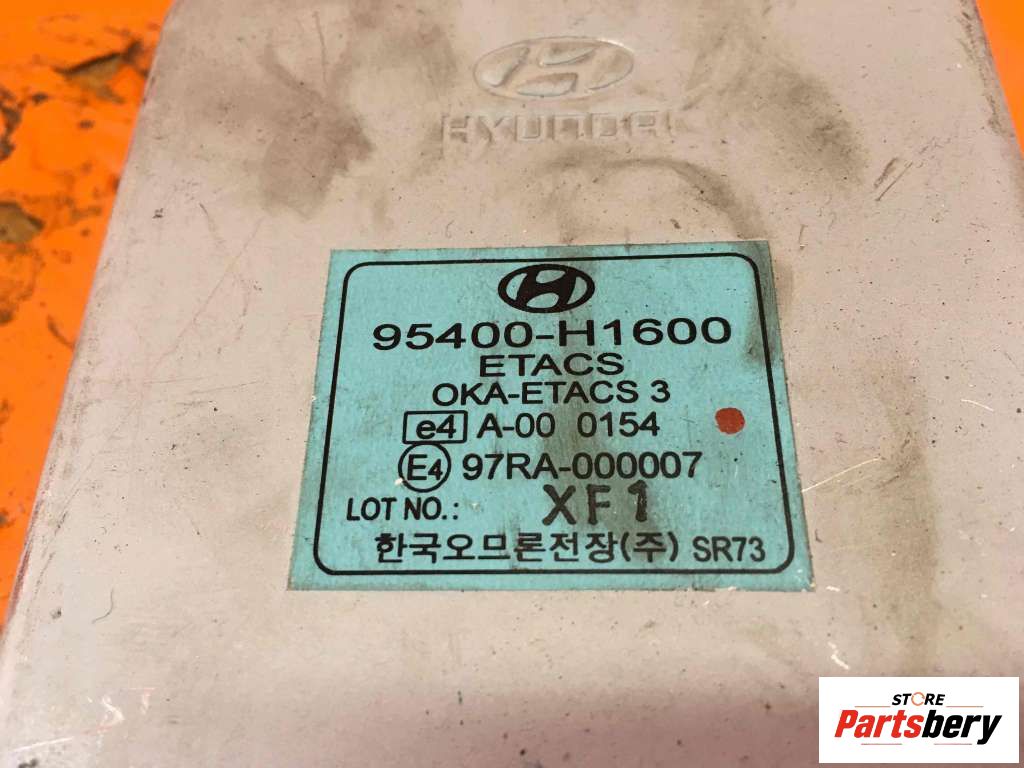 HYUNDAI
95400-H1600
ETACS
OKA-ETACS 3
e4 A-00 0154
E4 97RA-000007
LOT NO.: XF1
한국오므론전장(주) SR73
STORE
Partsbery